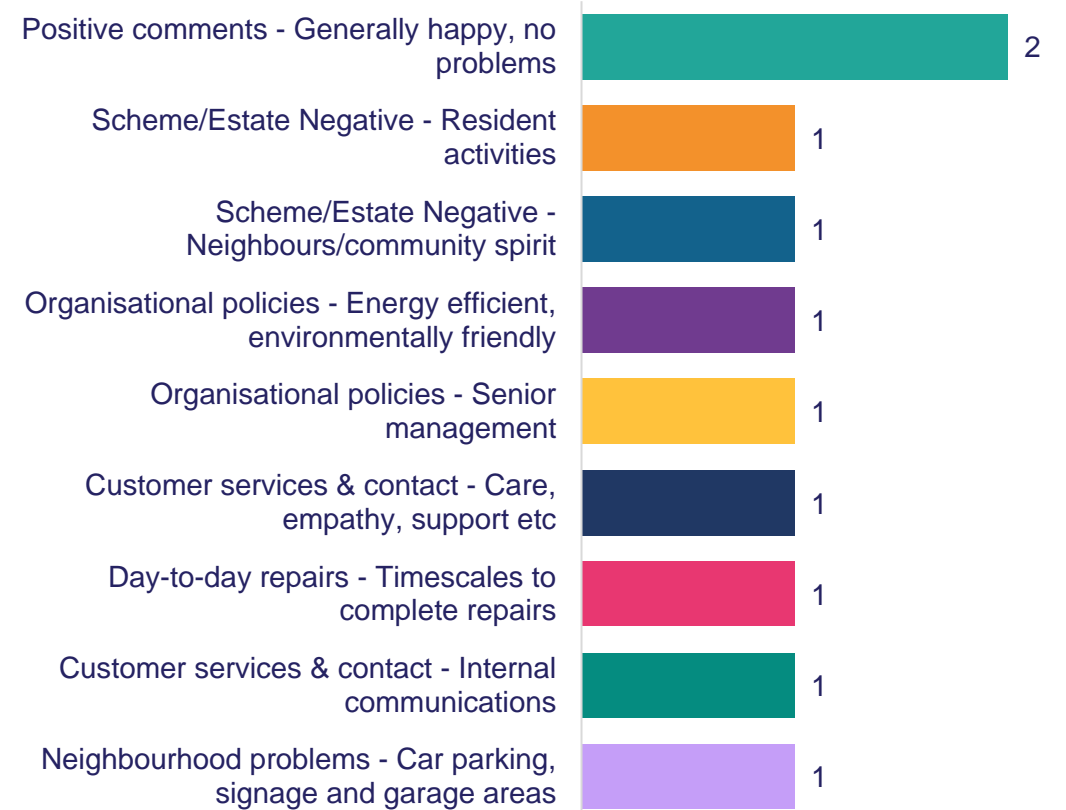 Positive comments - Generally happy, no
problems
2
Scheme/Estate Negative - Resident
activities
1
Scheme/Estate Negative -
Neighbours/community spirit
1
Organisational policies - Energy efficient,
environmentally friendly
1
Organisational policies - Senior
management
1
Customer services & contact - Care,
empathy, support etc
1
Day-to-day repairs - Timescales to
complete repairs
1
Customer services & contact - Internal
communications
1
Neighbourhood problems - Car parking,
signage and garage areas
1